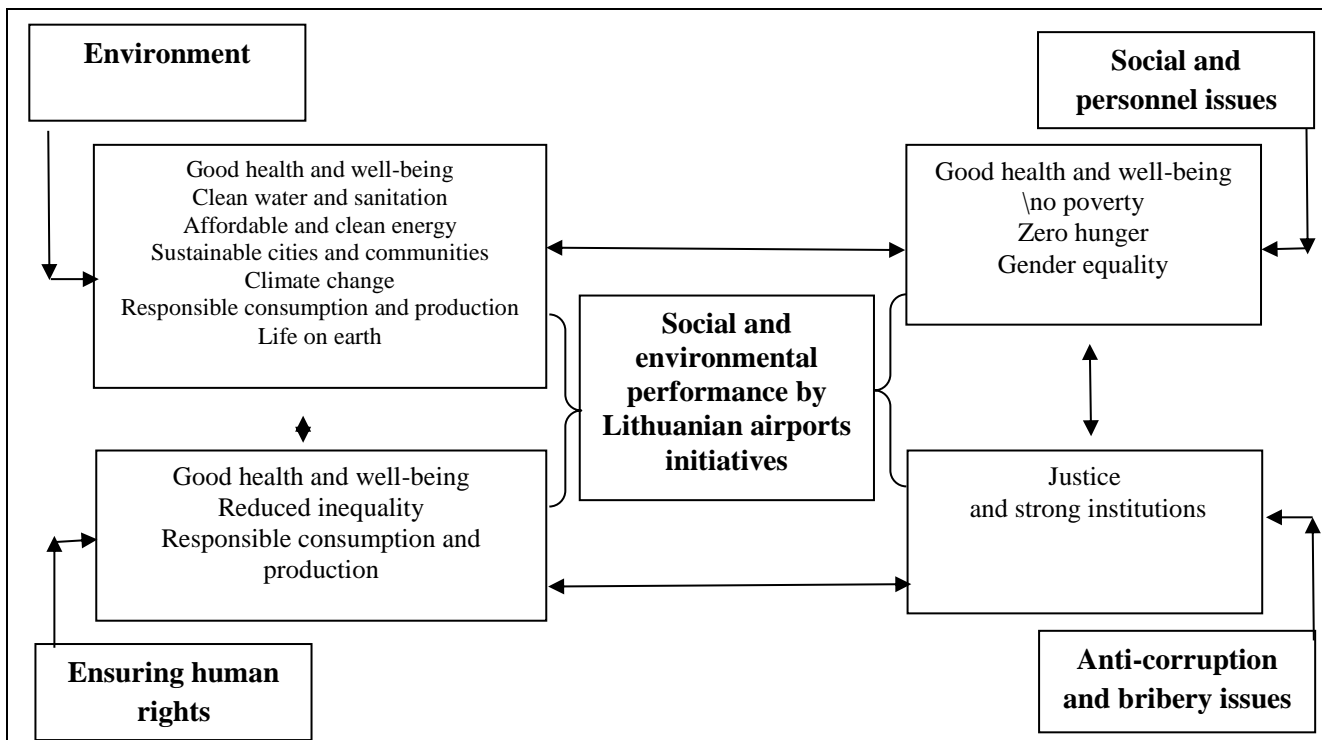 Environment
Social and
personnel issues
Good health and well-being
Clean water and sanitation
Affordable and clean energy
Sustainable cities and communities
Climate change
Responsible consumption and production
Life on earth
Good health and well-being
\no poverty
Zero hunger
Gender equality
Social and
environmental
performance by
Lithuanian airports
initiatives
Good health and well-being
Reduced inequality
Responsible consumption and
production
Justice
and strong institutions
Ensuring human
rights
Anti-corruption
and bribery issues